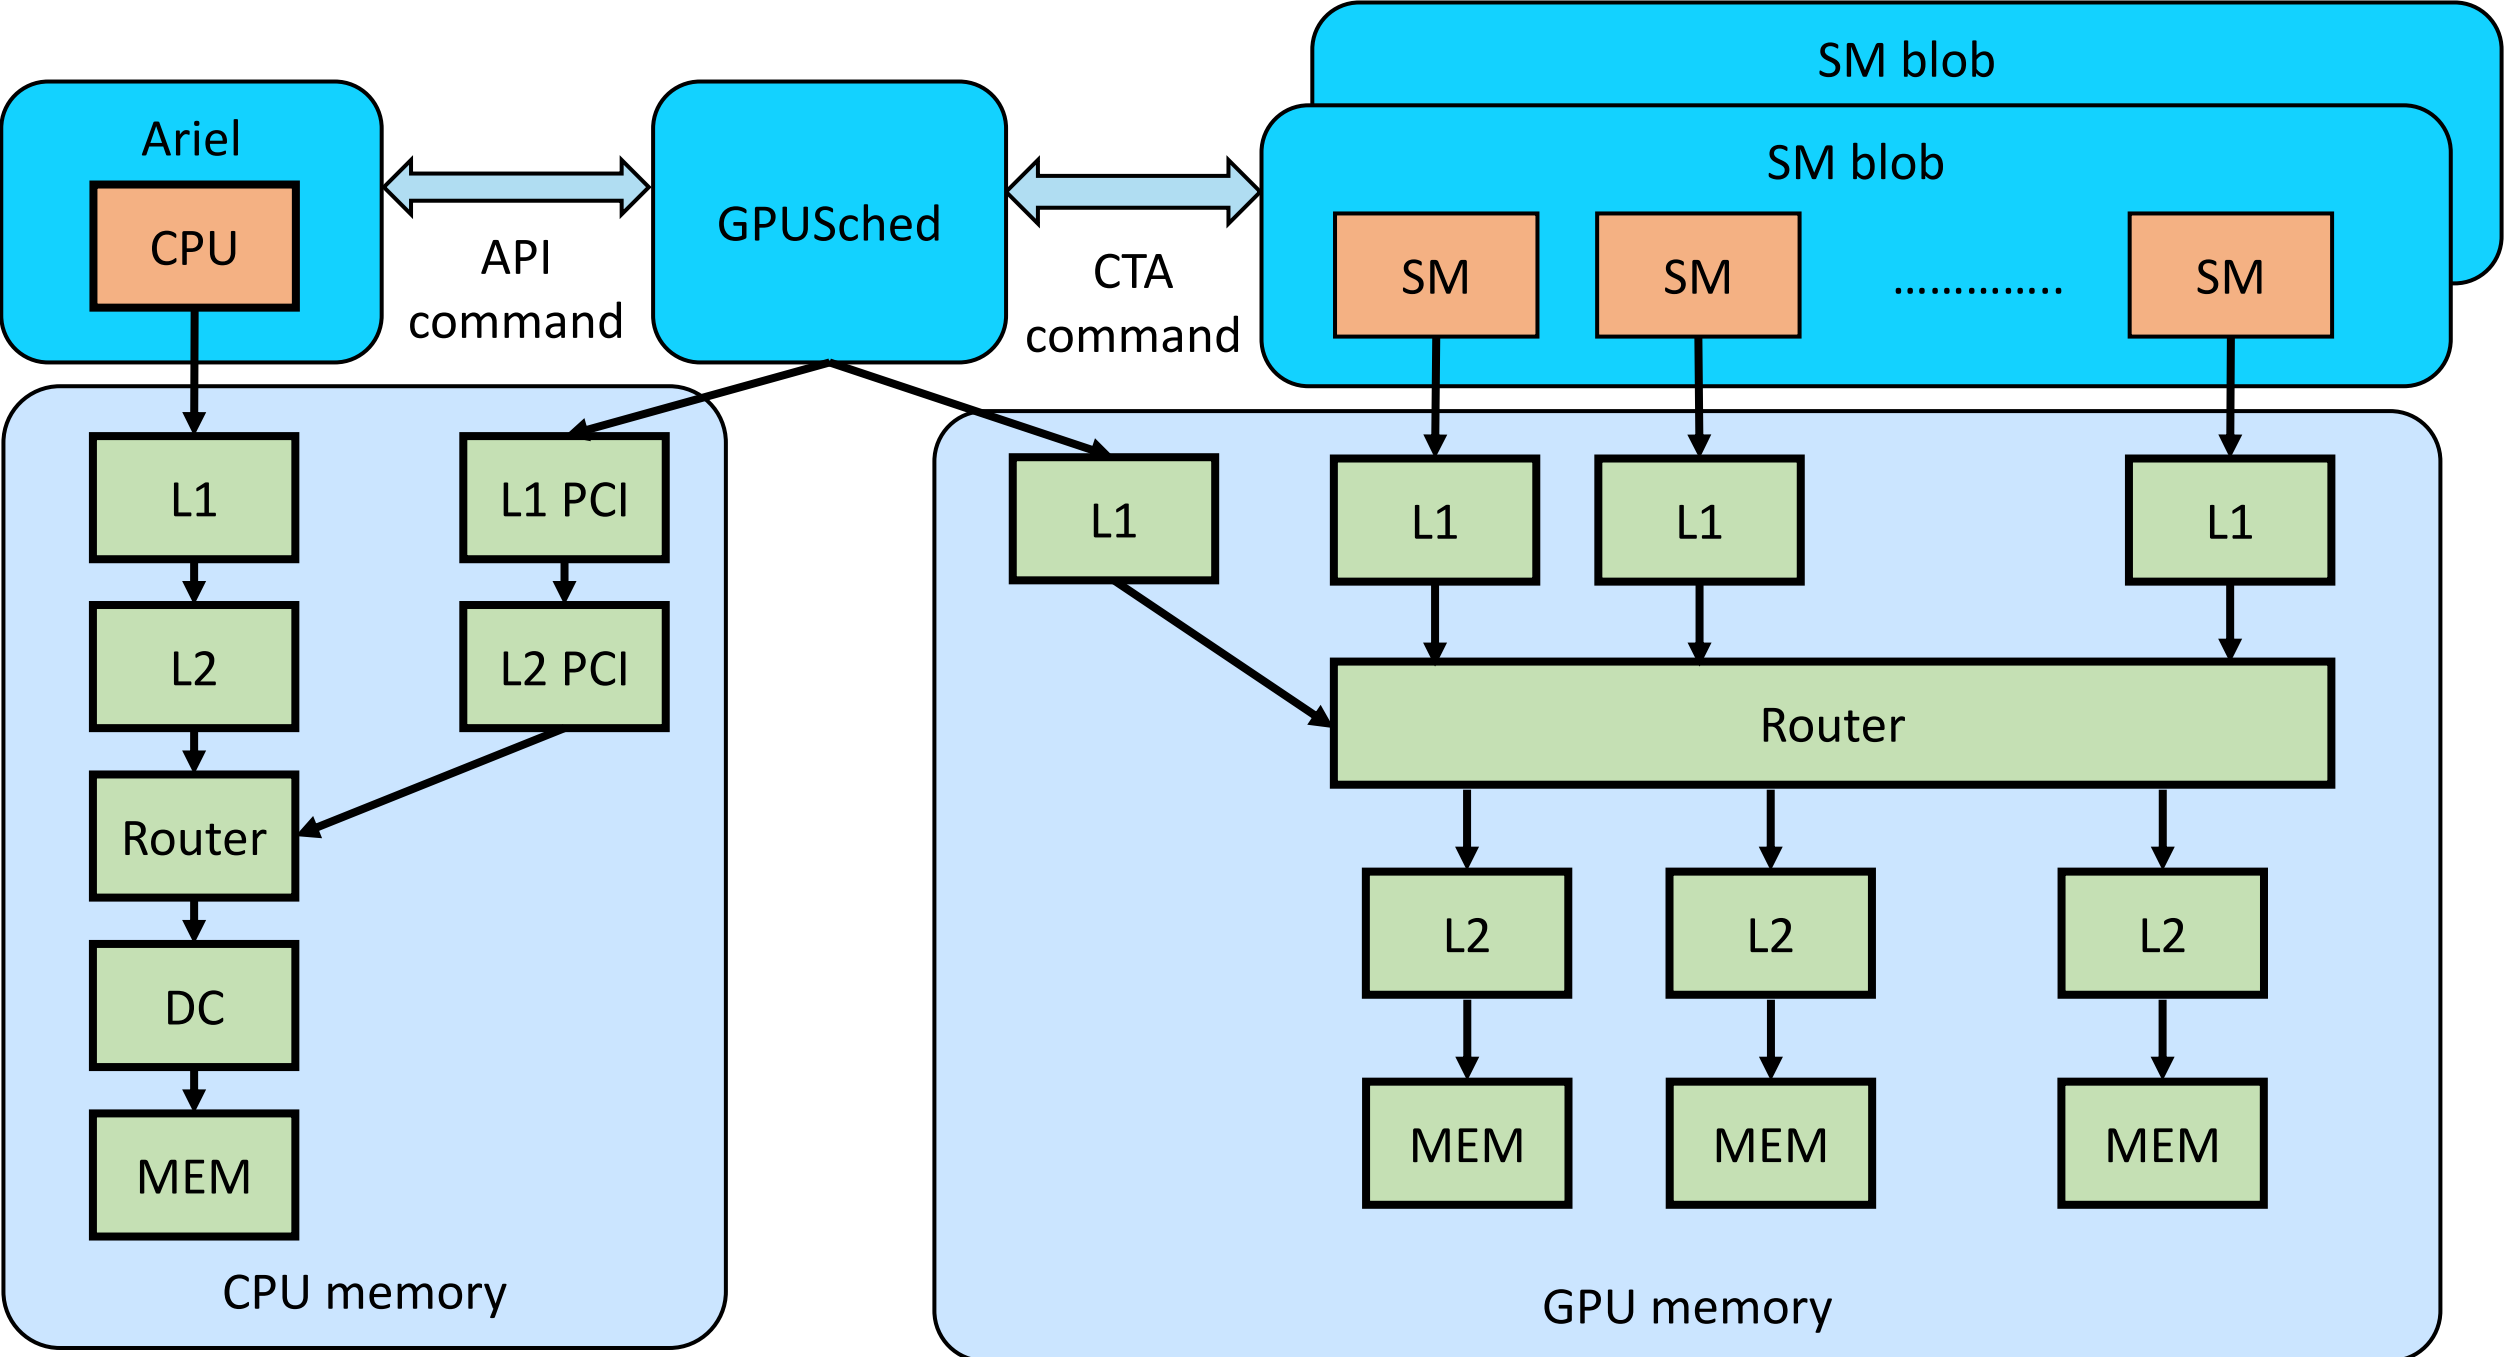 SM blob
Ariel
SM blob
GPUSched
CPU
API
command
CTA
command
SM
SM
.............
SM
L1
L1 PCI
L1
L1
L1
L1
L2
L2 PCI
Router
Router
L2
L2
L2
DC
MEM
MEM
MEM
MEM
CPU memory
GPU memory